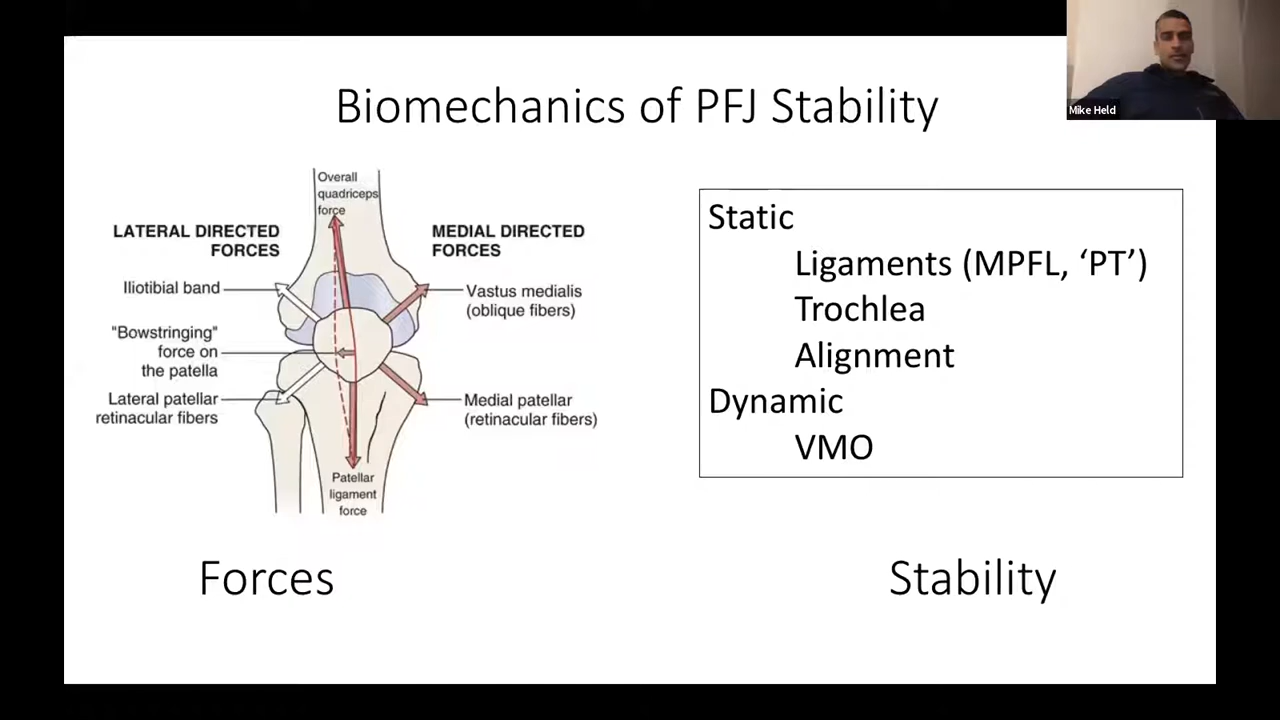 Mike Held
Biomechanics of PFJ Stability
Overall
quadriceps
force
LATERAL DIRECTED
FORCES
MEDIAL DIRECTED
FORCES
Iliotibial band
Vastus medialis
(oblique fibers)
"Bowstringing"
force on
the patella
Lateral patellar
retinacular fibers
Medial patellar
(retinacular fibers)
Patellar
ligament
force
Static
Ligaments (MPFL, ‘PT’)
Trochlea
Alignment
Dynamic
VMO
Forces
Stability